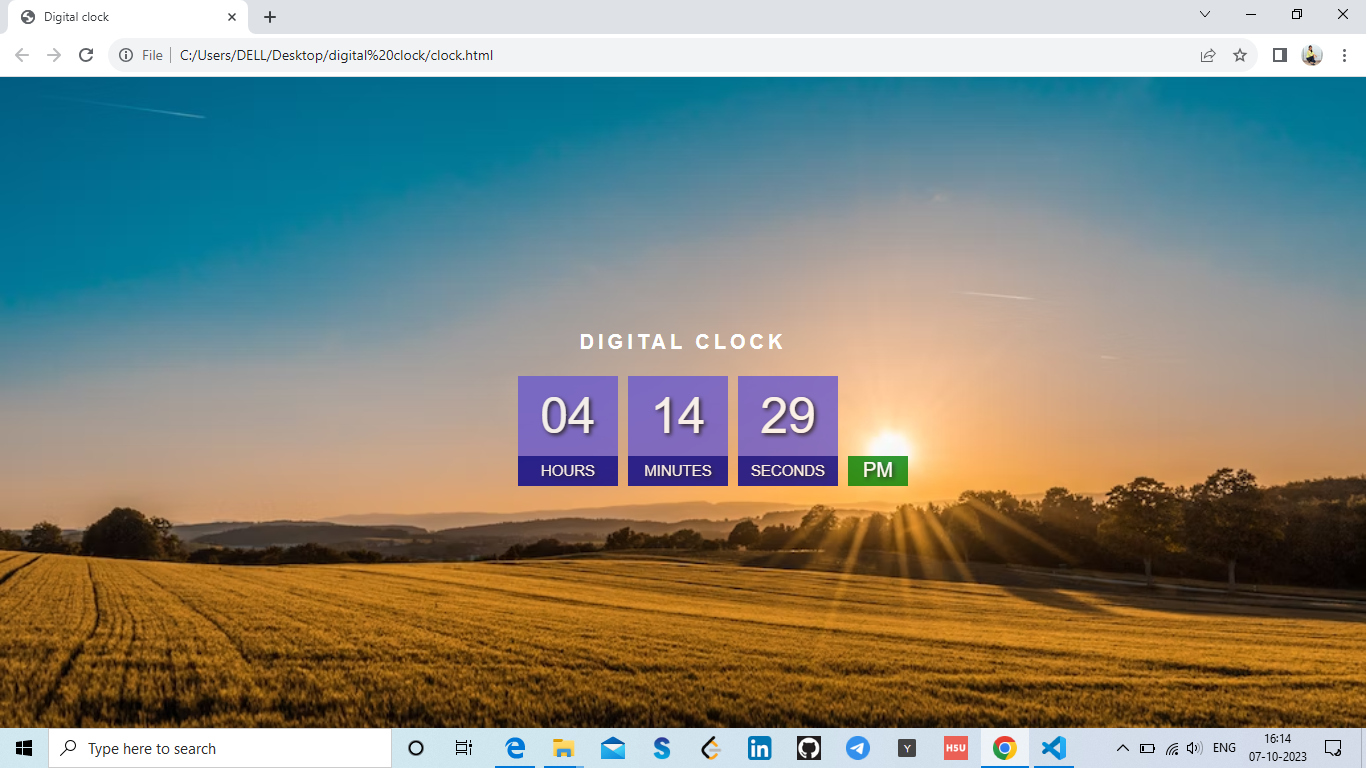 Digital clock
File
C:/Users/DELL/Desktop/digital%20clock/clock.html
DIGITAL CLOCK
04 14 29
HOURS MINUTES SECONDS PM
Type here to search
S
in
Y
HSU
ENG
16:14
07-10-2023